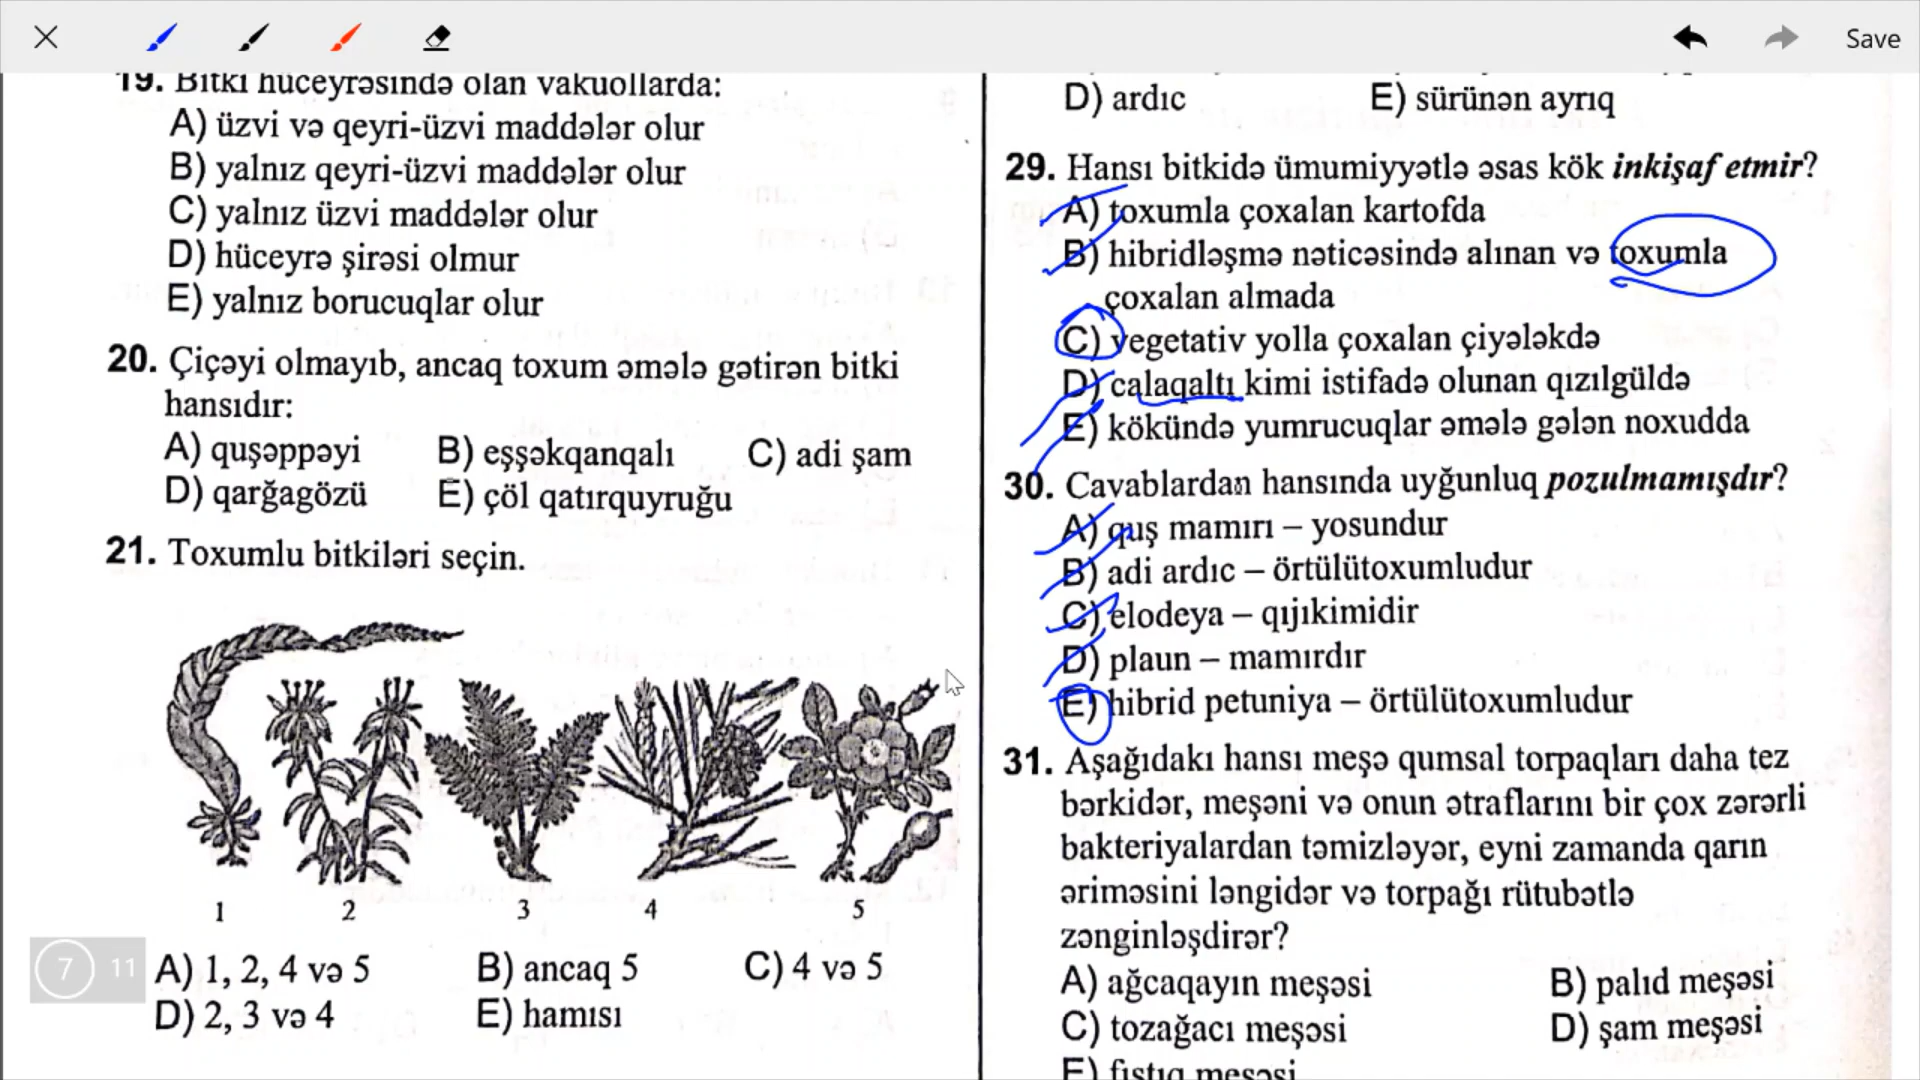 Save
19. Bitki hüceyrəsində olan vakuollarda:
A) üzvi və qeyri-üzvi maddələr olur
B) yalnız qeyri-üzvi maddələr olur
C) yalnız üzvi maddələr olur
D) hüceyrə şirəsi olmur
E) yalnız borucuqlar olur
20. Çiçəyi olmayıb, ancaq toxum əmələ gətirən bitki
hansıdır:
A) quşəppəyi B) eşşəkqanqalı C) adi şam
D) qarğagözü E) çöl qatırquyruğu
21. Toxumlu bitkiləri seçin.
1 2 3 4 5
A) 1, 2, 4 və 5 B) ancaq 5 C) 4 və 5
D) 2, 3 və 4 E) hamısı
7 11
D) ardıc E) sürünən ayrıq
29. Hansı bitkidə ümumiyyətlə əsas kök inkişaf etmir?
A) toxumla çoxalan kartofda
B) hibridləşmə nəticəsində alınan və toxumla
çoxalan almada
C) vegetativ yolla çoxalan çiyələkdə
D) calaqaltı kimi istifadə olunan qızılgüldə
E) kökündə yumrucuqlar əmələ gələn noxudda
30. Cavablardan hansında uyğunluq pozulmamışdır?
A) quş mamırı – yosundur
B) adi ardıc – örtülütoxumludur
C) elodeya – qıjıkimidir
D) plaun – mamırdır
E) hibrid petuniya – örtülütoxumludur
31. Aşağıdakı hansı meşə qumsal torpaqları daha tez
bərkidər, meşəni və onun ətraflarını bir çox zərərli
bakteriyalardan təmizləyər, eyni zamanda qarın
əriməsini ləngidər və torpağı rütubətlə
zənginləşdirər?
A) ağcaqayın meşəsi B) palıd meşəsi
C) tozağacı meşəsi D) şam meşəsi
E) fıstıq meşəsi